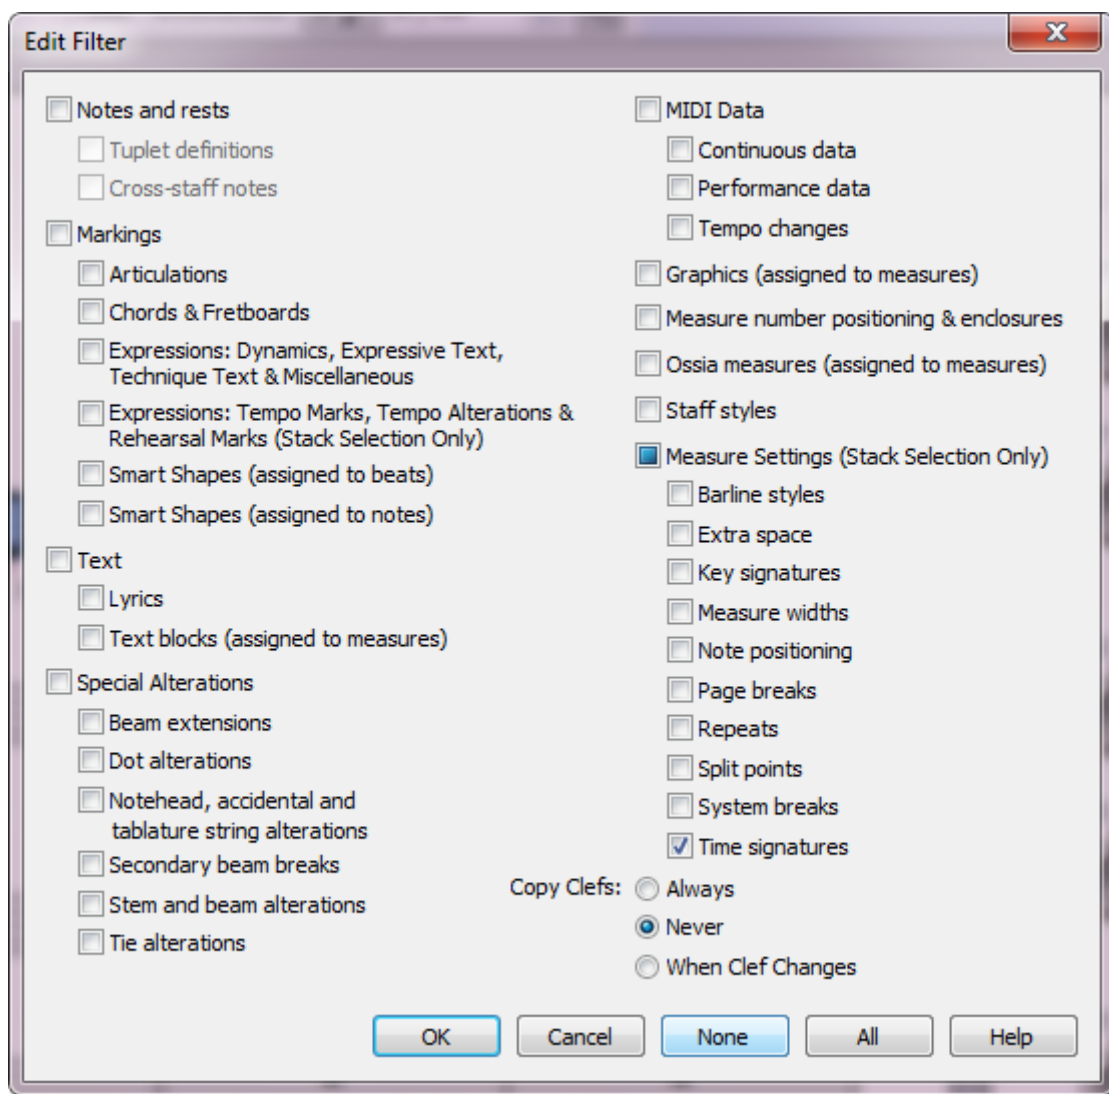 Edit Filter
Notes and rests
Tuplet definitions
Cross-staff notes
Markings
Articulations
Chords & Fretboards
Expressions: Dynamics, Expressive Text,
Technique Text & Miscellaneous
Expressions: Tempo Marks, Tempo Alterations &
Rehearsal Marks (Stack Selection Only)
Smart Shapes (assigned to beats)
Smart Shapes (assigned to notes)
Text
Lyrics
Text blocks (assigned to measures)
Special Alterations
Beam extensions
Dot alterations
Notehead, accidental and
tablature string alterations
Secondary beam breaks
Stem and beam alterations
Tie alterations
MIDI Data
Continuous data
Performance data
Tempo changes
Graphics (assigned to measures)
Measure number positioning & enclosures
Ossia measures (assigned to measures)
Staff styles
Measure Settings (Stack Selection Only)
Barline styles
Extra space
Key signatures
Measure widths
Note positioning
Page breaks
Repeats
Split points
System breaks
Time signatures
Copy Clefs: Always
Never
When Clef Changes
OK Cancel None All Help